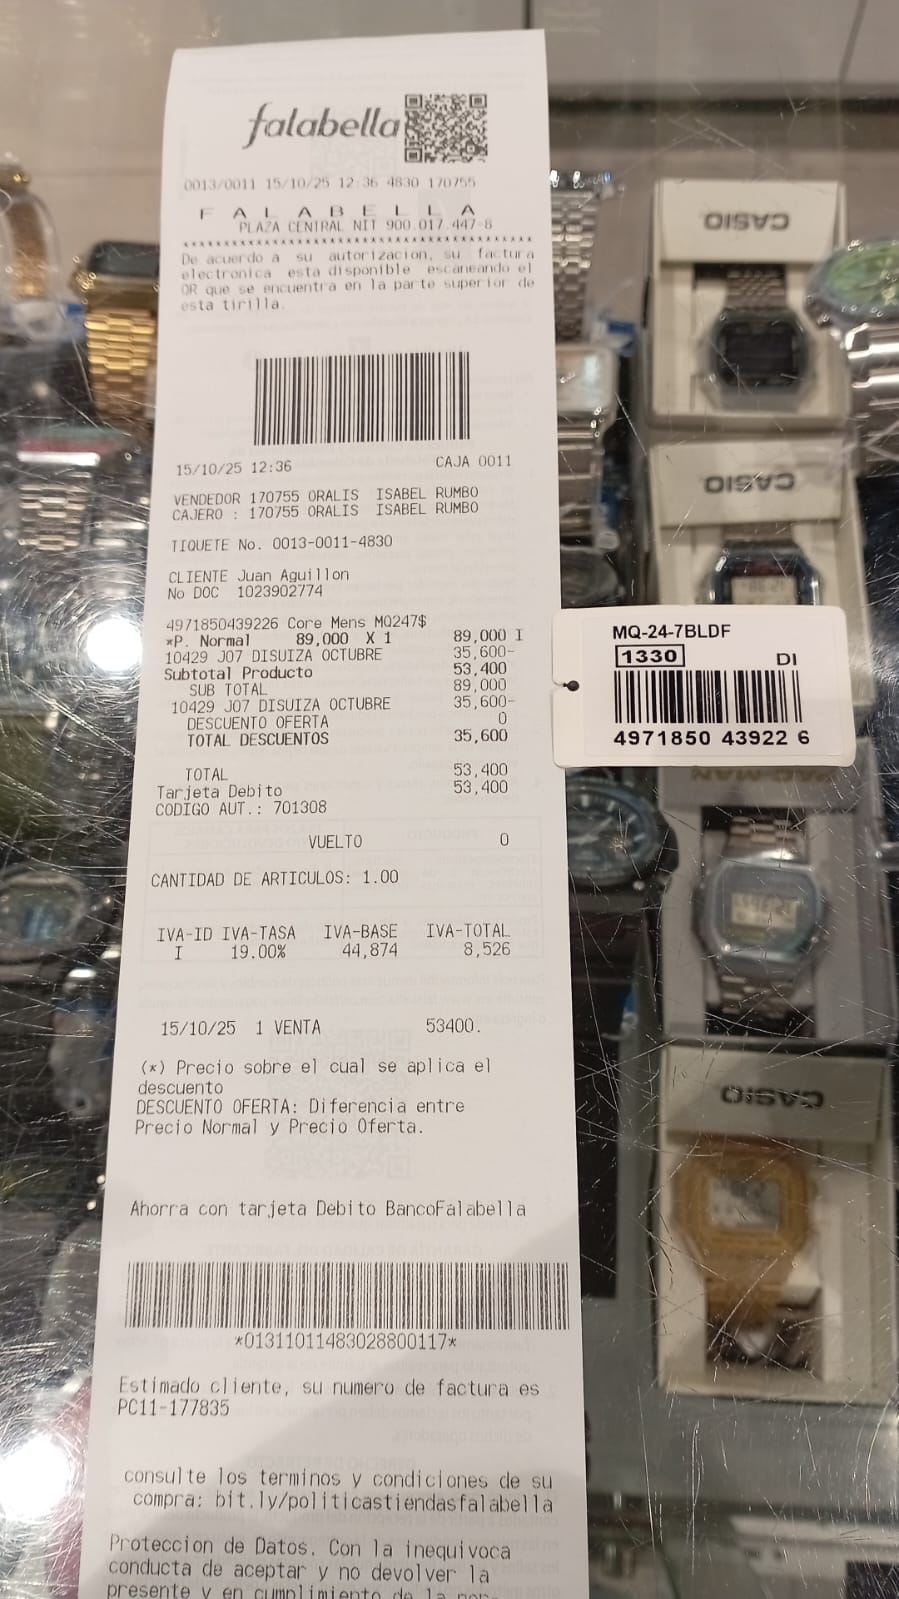 falabella
0013/0011 15/10/25 12:36 4830 170755
F A L A B E L L A
PLAZA CENTRAL NIT 900.017.447-8
De acuerdo a su autorizacion, su factura
electronica esta disponible escaneando el
QR que se encuentra en la parte superior de
esta tirilla.
15/10/25 12:36 CAJA 0011
VENDEDOR 170755 ORALIS ISABEL RUMBO
CAJERO : 170755 ORALIS ISABEL RUMBO
TIQUETE No. 0013-0011-4830
CLIENTE Juan Aguillon
No DOC 1023902774
4971850439226 Core Mens MQ247$
*P. Normal 89,000 X 1 89,000 I
10429 J07 DISUIZA OCTUBRE 35,600-
Subtotal Producto 53,400
SUB TOTAL 89,000
10429 J07 DISUIZA OCTUBRE 35,600-
DESCUENTO OFERTA 0
TOTAL DESCUENTOS 35,600
TOTAL 53,400
Tarjeta Debito 53,400
CODIGO AUT.: 701308
VUELTO 0
CANTIDAD DE ARTICULOS: 1.00
IVA-ID IVA-TASA IVA-BASE IVA-TOTAL
I 19.00% 44,874 8,526
15/10/25 1 VENTA 53400.
(*) Precio sobre el cual se aplica el
descuento
DESCUENTO OFERTA: Diferencia entre
Precio Normal y Precio Oferta.
Ahorra con tarjeta Debito BancoFalabella
*01311011483028800117*
Estimado cliente, su numero de factura es
PC11-177835
consulte los terminos y condiciones de su
compra: bit.ly/politicastiendasfalabella
Proteccion de Datos. Con la inequivoca
conducta de aceptar y no devolver la
presente y en cumplimiento de la
MQ-24-7BLDF
1330
DI
4971850 43922 6
CASIO
CASIO
PAC-MAN
CASIO